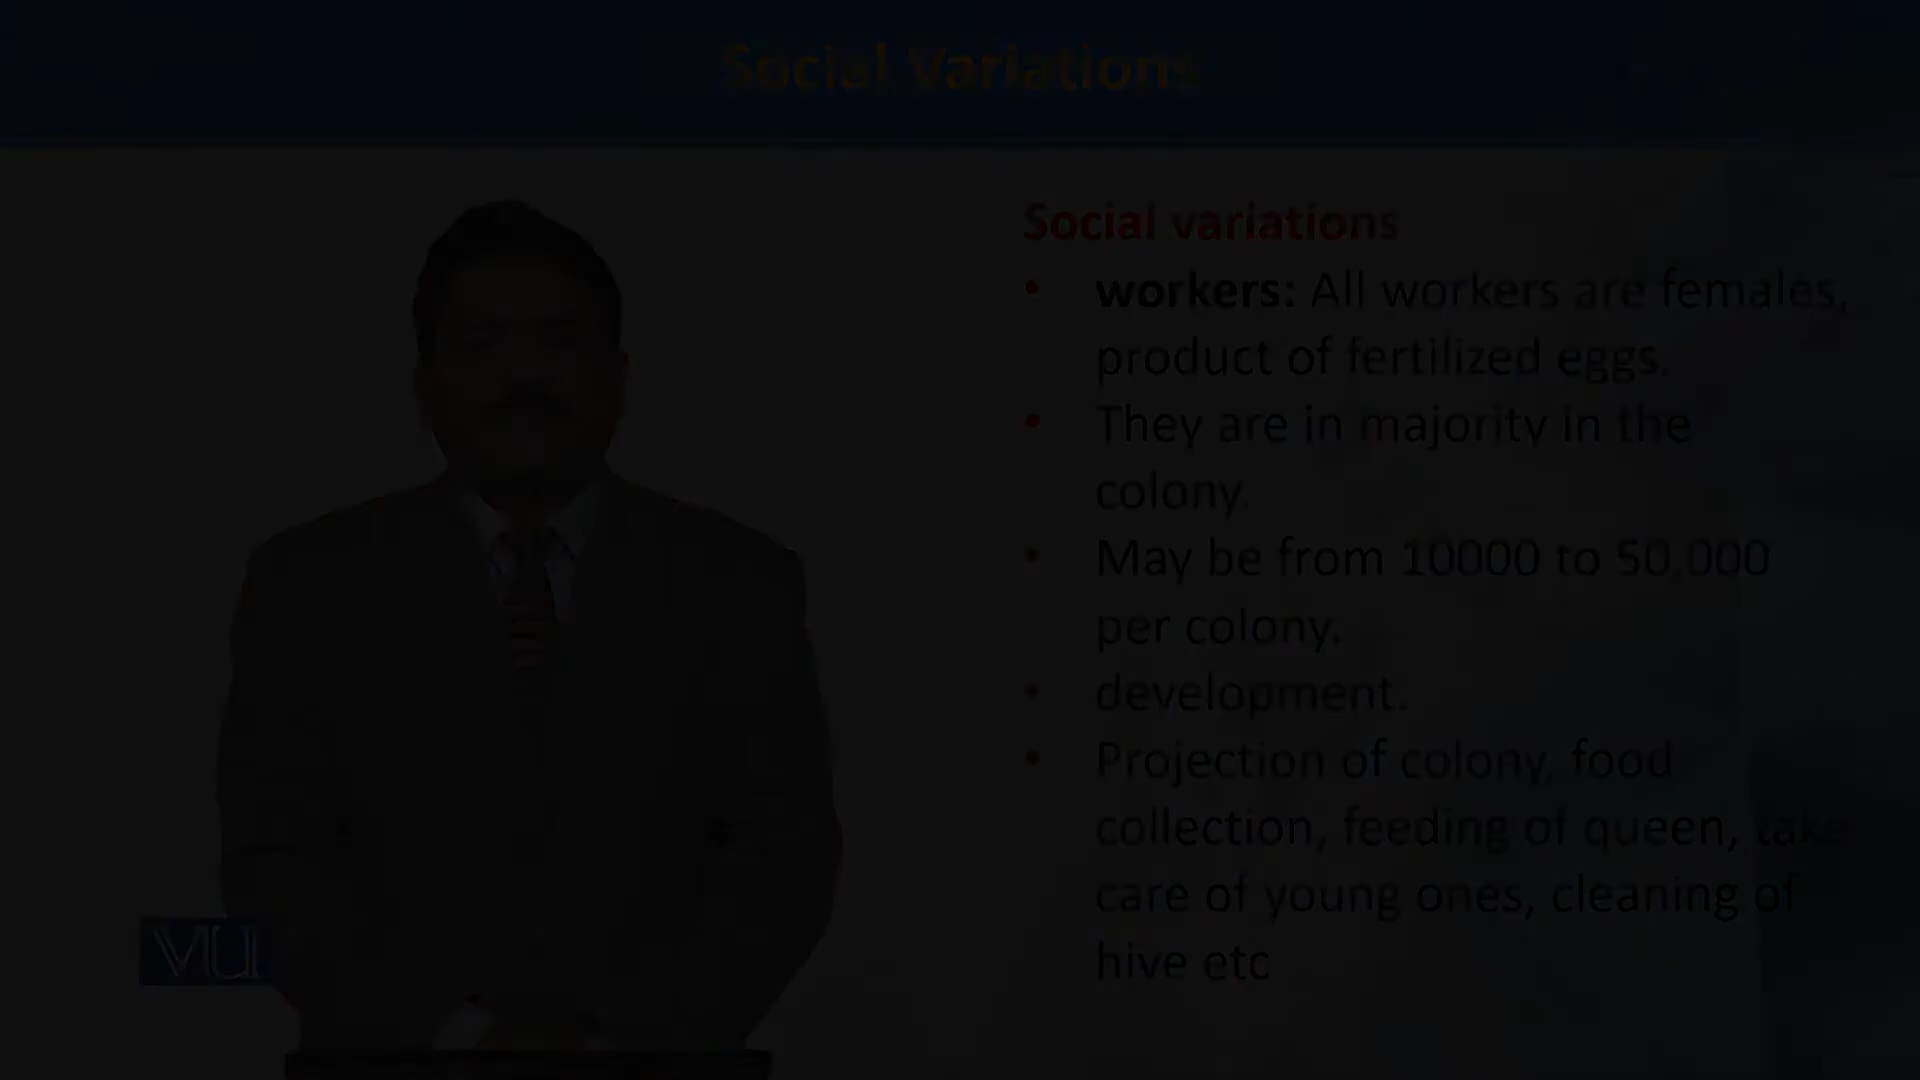 Social Variations
Social variations
• workers: All workers are females,
product of fertilized eggs.
• They are in majority in the
colony.
• May be from 10000 to 50,000
per colony.
• development.
• Projection of colony, food
collection, feeding of queen, take
care of young ones, cleaning of
hive etc
VU